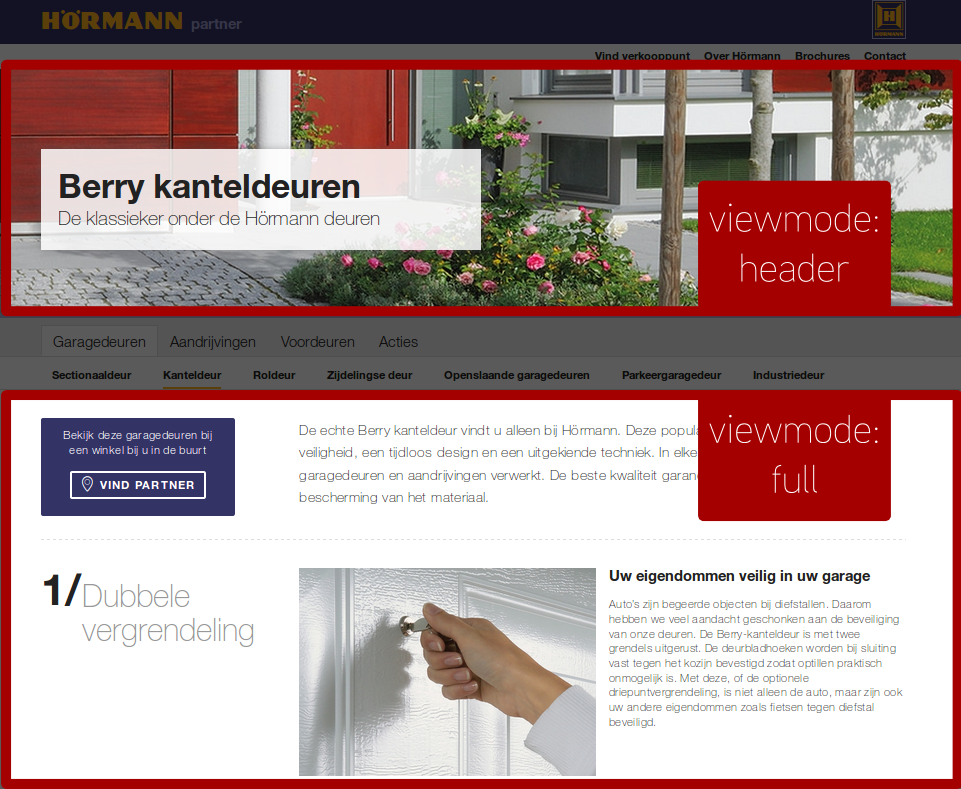 HÖRMANN partner
HÖRMANN
Vind verkooppunt Over Hörmann Brochures Contact
Berry kanteldeuren
De klassieker onder de Hörmann deuren
viewmode:
header
Garagedeuren Aandrijvingen Voordeuren Acties
Sectionaaldeur Kanteldeur Roldeur Zijdelingse deur Openslaande garagedeuren Parkeergaragedeur Industriedeur
Bekijk deze garagedeuren bij
een winkel bij u in de buurt
VIND PARTNER
De echte Berry kanteldeur vindt u alleen bij Hörmann. Deze popula
veiligheid, een tijdloos design en een uitgekiende techniek. In elke
garagedeuren en aandrijvingen verwerkt. De beste kwaliteit garan
bescherming van het materiaal.
viewmode:
full
1/Dubbele
vergrendeling
Uw eigendommen veilig in uw garage
Auto's zijn begeerde objecten bij diefstallen. Daarom
hebben we veel aandacht geschonken aan de beveiliging
van onze deuren. De Berry-kanteldeur is met twee
grendels uitgerust. De deurbladhoeken worden bij sluiting
vast tegen het kozijn bevestigd zodat optillen praktisch
onmogelijk is. Met deze, of de optionele
driepuntvergrendeling, is niet alleen de auto, maar zijn ook
uw andere eigendommen zoals fietsen tegen diefstal
beveiligd.